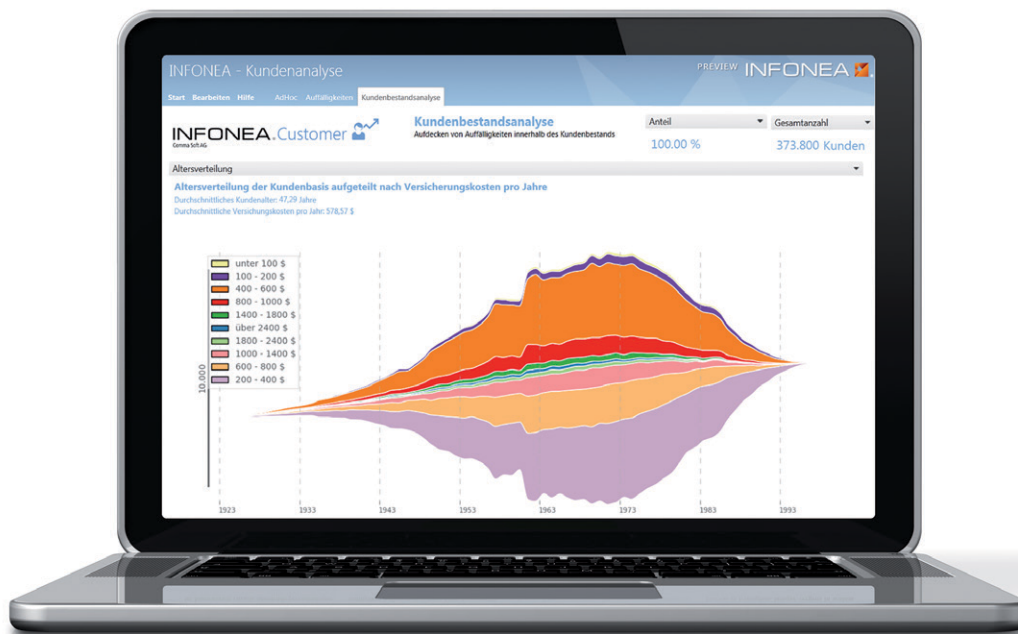 INFONEA - Kundenanalyse
PREVIEW INFONEA
Start Bearbeiten Hilfe AdHoc Auffälligkeiten Kundenbestandsanalyse
INFONEA.Customer
Comma Soft AG
Kundenbestandsanalyse
Aufdecken von Auffälligkeiten innerhalb des Kundenbestands
Anteil
100.00 %
Gesamtanzahl
373.800 Kunden
Altersverteilung
Altersverteilung der Kundenbasis aufgeteilt nach Versicherungskosten pro Jahre
Durchschnittliches Kundenalter: 47,29 Jahre
Durchschnittliche Versichungskosten pro Jahr: 578,57 $
unter 100 $
100 - 200 $
400 - 600 $
800 - 1000 $
1400 - 1800 $
über 2400 $
1800 - 2400 $
1000 - 1400 $
600 - 800 $
200 - 400 $
10.000
1923 1933 1943 1953 1963 1973 1983 1993